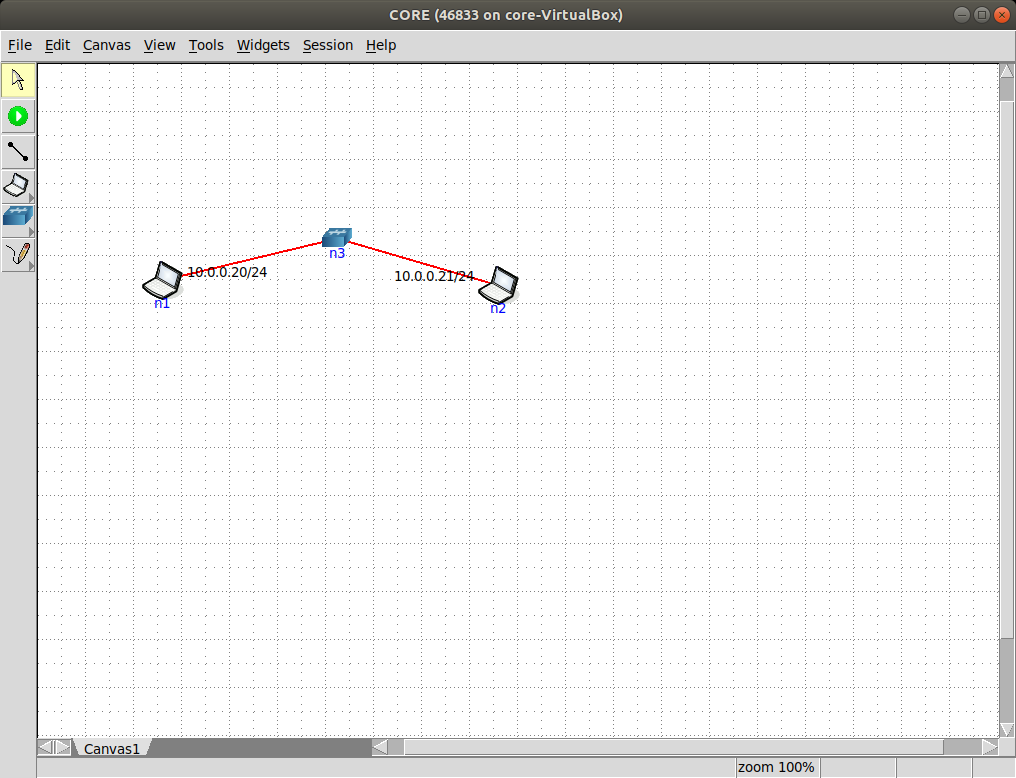 CORE (46833 on core-VirtualBox)
File Edit Canvas View Tools Widgets Session Help
n3
10.0.0.20/24
10.0.0.21/24
n1
n2
Canvas1
zoom 100%